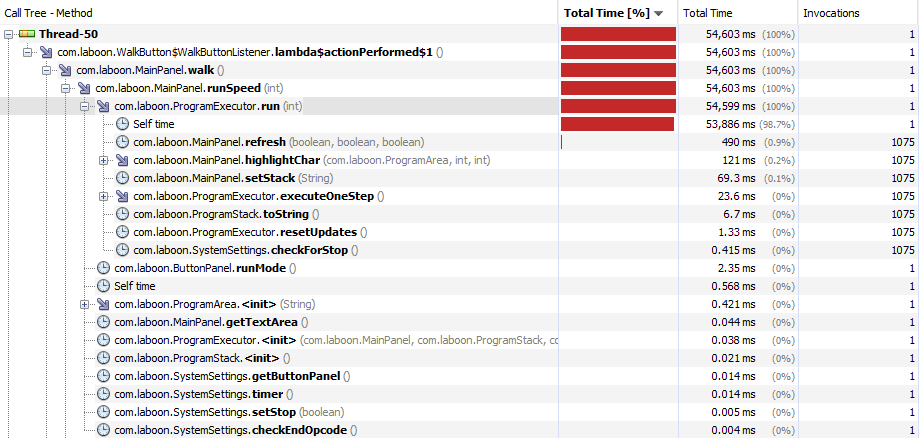 Call Tree - Method Total Time [%] Total Time Invocations
Thread-50 54,603 ms (100%) 1
com.laboon.WalkButton$WalkButtonListener.lambda$actionPerformed$1 () 54,603 ms (100%) 1
com.laboon.MainPanel.walk () 54,603 ms (100%) 1
com.laboon.MainPanel.runSpeed (int) 54,603 ms (100%) 1
com.laboon.ProgramExecutor.run (int) 54,599 ms (100%) 1
Self time 53,886 ms (98.7%) 1
com.laboon.MainPanel.refresh (boolean, boolean, boolean) 490 ms (0.9%) 1075
com.laboon.MainPanel.highlightChar (com.laboon.ProgramArea, int, int) 121 ms (0.2%) 1075
com.laboon.MainPanel.setStack (String) 69.3 ms (0.1%) 1075
com.laboon.ProgramExecutor.executeOneStep () 23.6 ms (0%) 1075
com.laboon.ProgramStack.toString () 6.7 ms (0%) 1075
com.laboon.ProgramExecutor.resetUpdates () 1.33 ms (0%) 1075
com.laboon.SystemSettings.checkForStop () 0.415 ms (0%) 1075
com.laboon.ButtonPanel.runMode () 2.35 ms (0%) 1
Self time 0.568 ms (0%) 1
com.laboon.ProgramArea.<init> (String) 0.421 ms (0%) 1
com.laboon.MainPanel.getTextArea () 0.044 ms (0%) 1
com.laboon.ProgramExecutor.<init> (com.laboon.MainPanel, com.laboon.ProgramStack, co 0.038 ms (0%) 1
com.laboon.ProgramStack.<init> () 0.021 ms (0%) 1
com.laboon.SystemSettings.getButtonPanel () 0.014 ms (0%) 1
com.laboon.SystemSettings.timer () 0.014 ms (0%) 1
com.laboon.SystemSettings.setStop (boolean) 0.005 ms (0%) 1
com.laboon.SystemSettings.checkEndOpcode () 0.004 ms (0%) 1